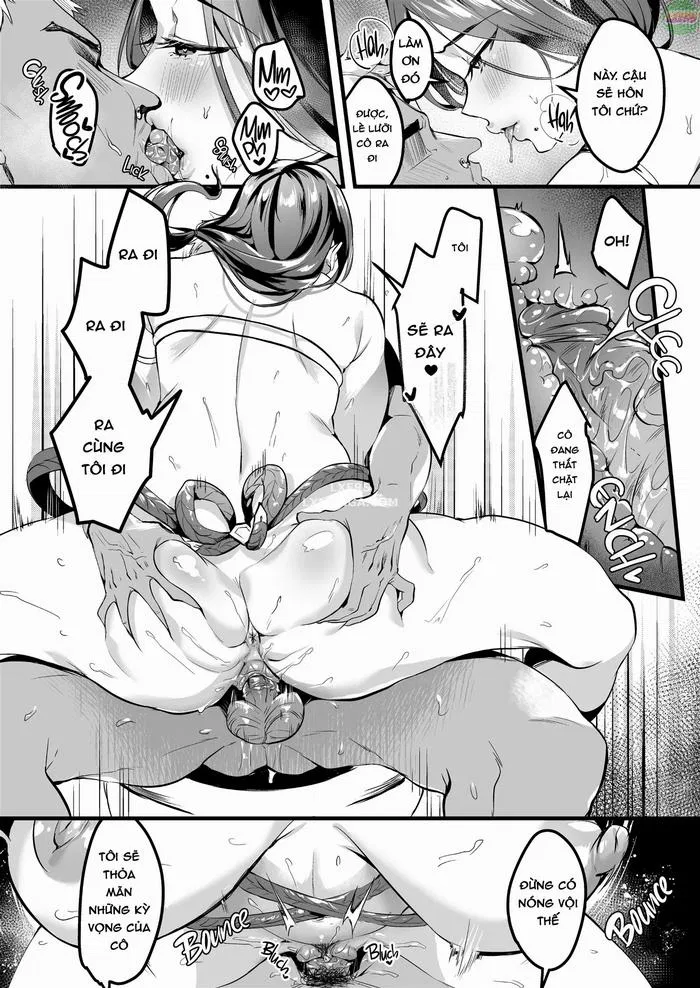 NÀY. CẬU
SẼ HÔN
TÔI CHỨ?
Hah
Hah
LÀM
ƠN
ĐÓ
ĐƯỢC,
LÈ LƯỠI
CÔ RA
ĐI
Mm
Mm
ph
SMOOCH
LICK
OH!
CLEE
ENCH
CÔ
ĐANG
THẮT
CHẶT
LẠI
TÔI
SẼ RA
ĐÂY
RA ĐI
RA ĐI
RA
CÙNG
TÔI ĐI
ĐỪNG CÓ
NÓNG VỘI
THẾ
Bounce
Bluch
Bluch
Bounce
TÔI SẼ
THỎA
MÃN
NHỮNG KỲ
VỌNG CỦA
CÔ